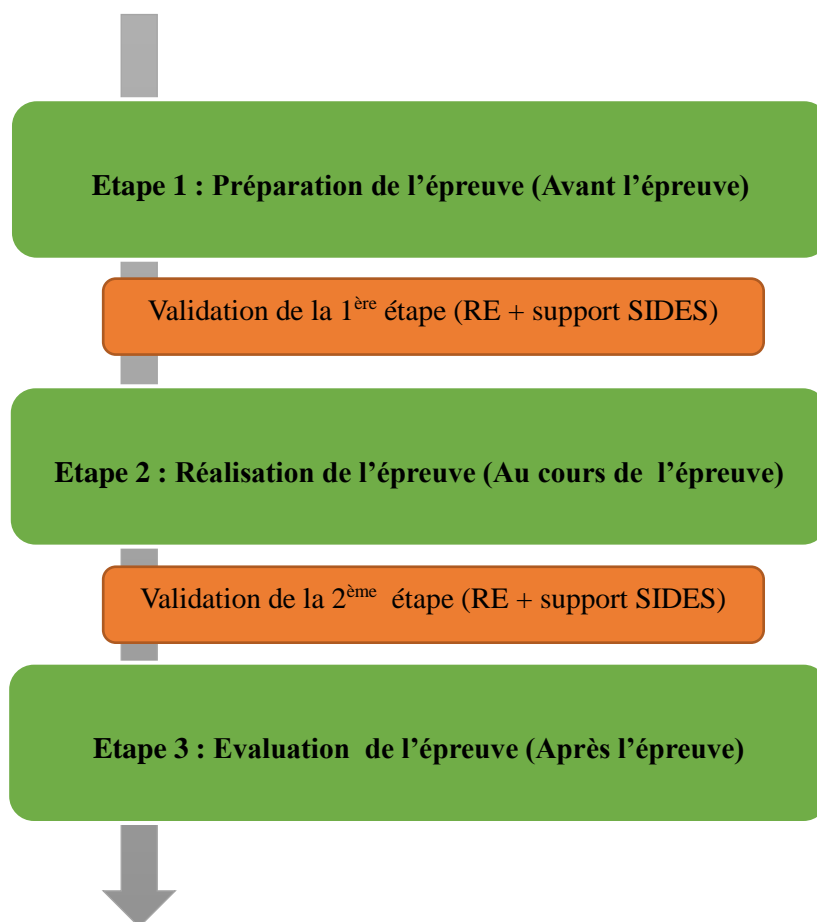 Etape 1 : Préparation de l’épreuve (Avant l’épreuve)
Validation de la 1ère étape (RE + support SIDES)
Etape 2 : Réalisation de l’épreuve (Au cours de  l’épreuve)
Validation de la 2ème  étape (RE + support SIDES)
Etape 3 : Evaluation  de l’épreuve (Après l’épreuve)